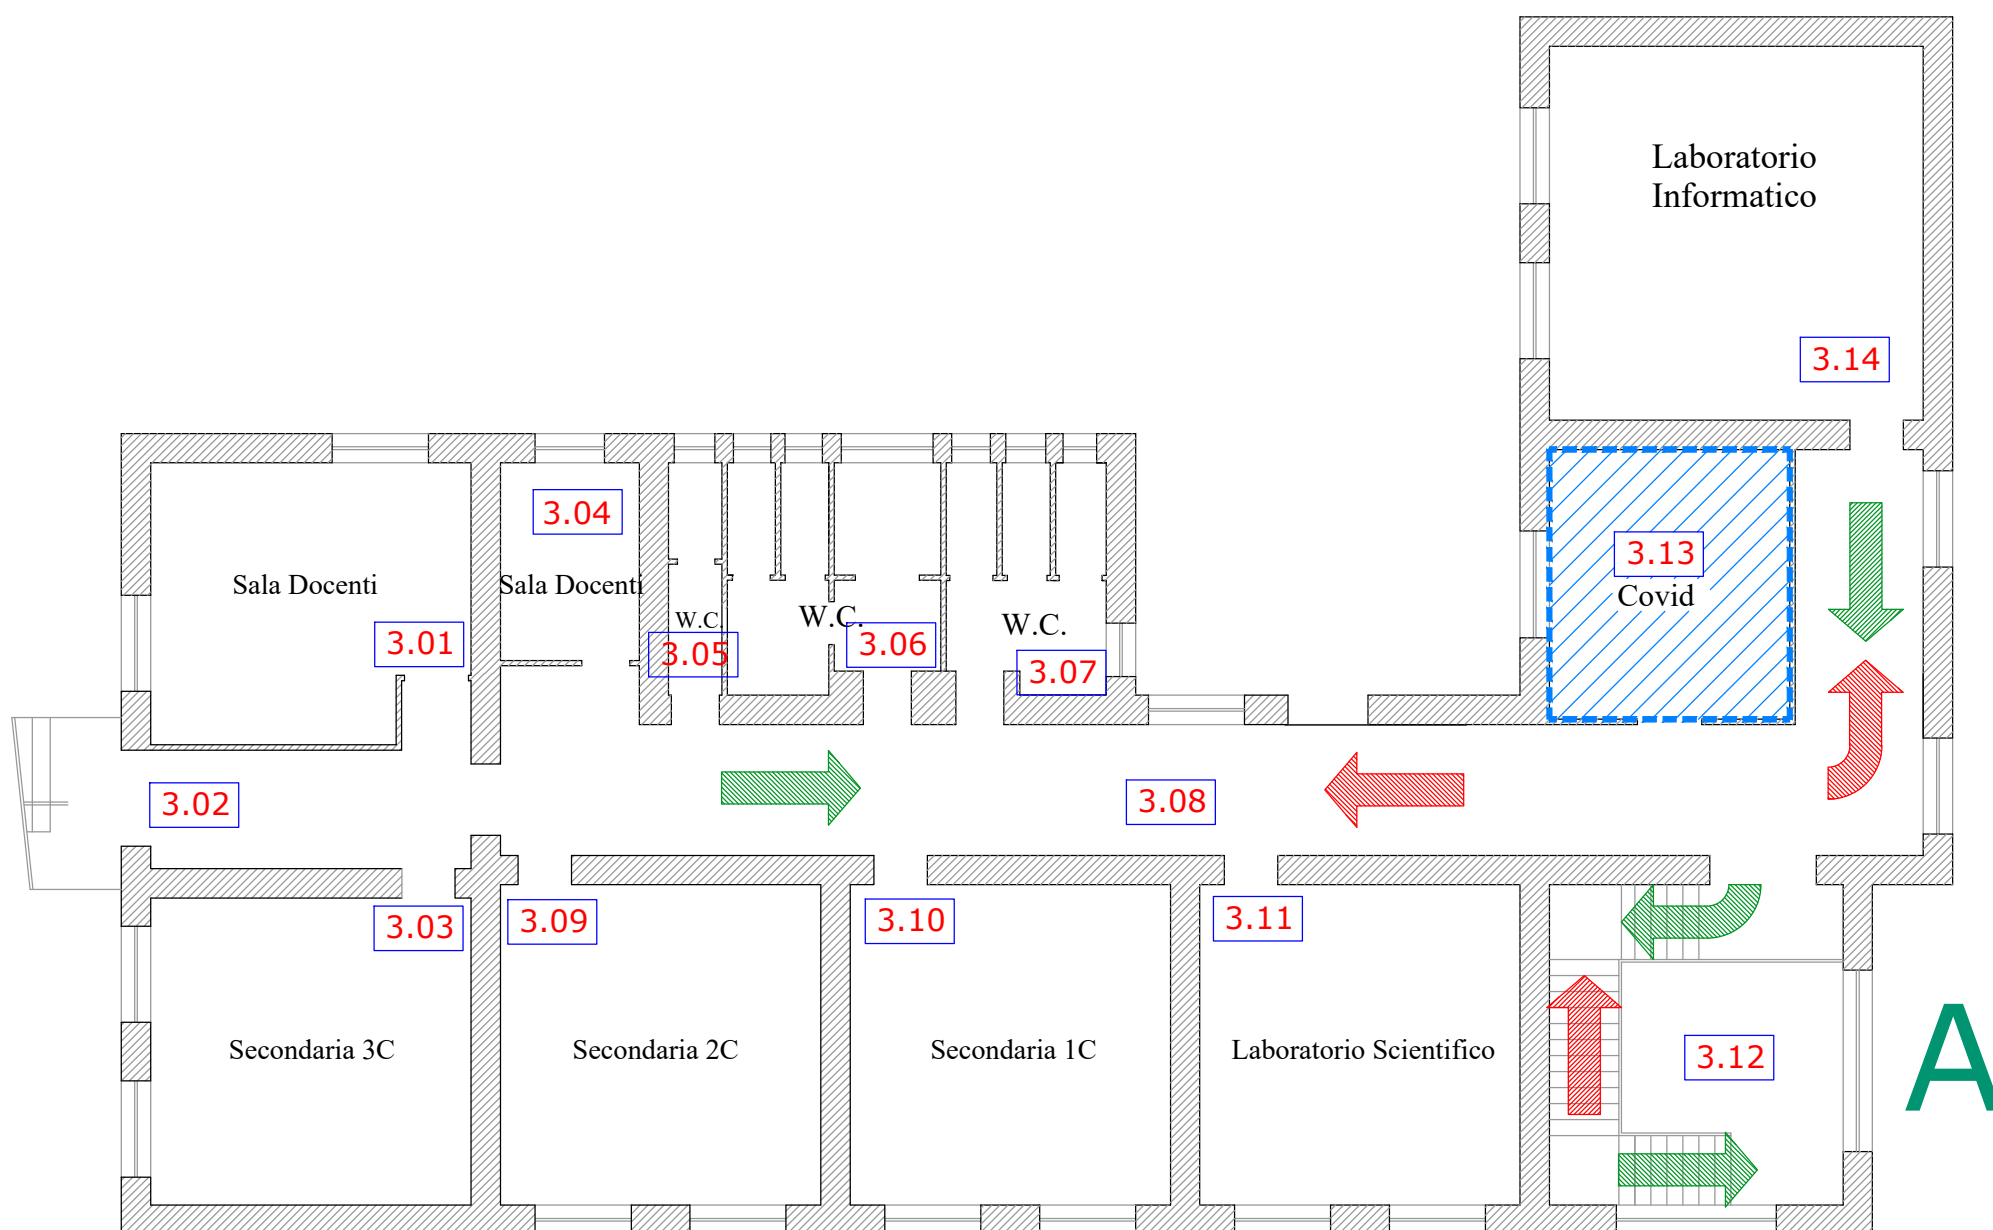 Laboratorio
Informatico
3.14
3.04
3.13
Sala Docenti
Sala Docenti
Covid
W.C.
W.C.
W.C.
3.01
3.05
3.06
3.07
3.02
3.08
3.03
3.09
3.10
3.11
Secondaria 3C
Secondaria 2C
Secondaria 1C
Laboratorio Scientifico
3.12
A